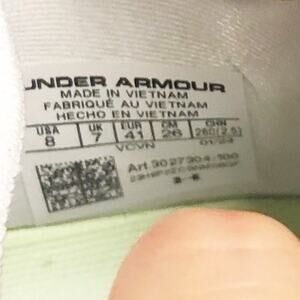 UNDER ARMOUR
MADE IN VIETNAM
FABRIQUÉ AU VIETNAM
HECHO EN VIETNAM
USA UK EUR CM CHN
8 7 41 26 260(2.5)
VCVN 01/24
Art.3027304-100